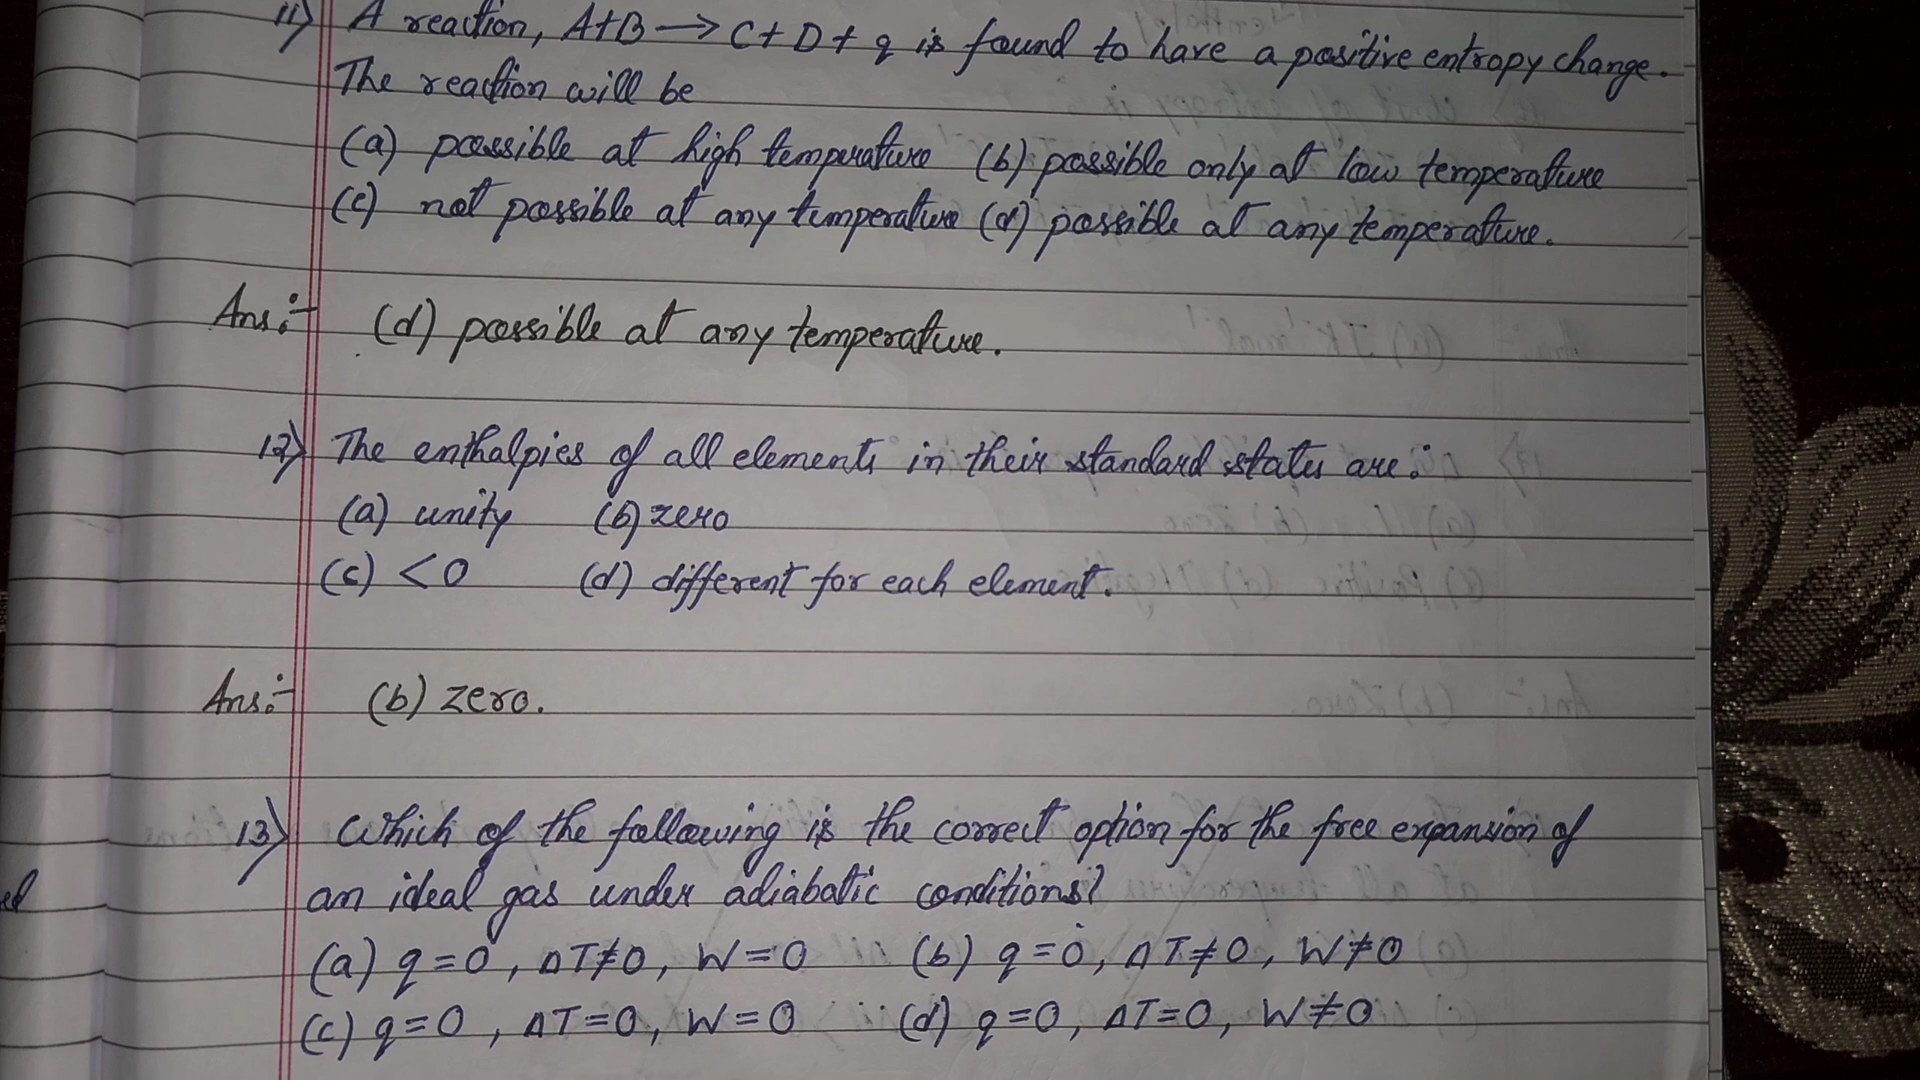 11) A reaction, A+B → C+D+q is found to have a positive entropy change.
The reaction will be
(a) possible at high temperature (b) possible only at low temperature
(c) not possible at any temperature (d) possible at any temperature.
Ans:- (d) possible at any temperature.
12) The enthalpies of all elements in their standard states are:
(a) unity (b) zero
(c) <0 (d) different for each element.
Ans:- (b) zero.
13) Which of the following is the correct option for the free expansion of
an ideal gas under adiabatic conditions?
(a) q=0, ΔT≠0, W=0 (b) q=0, ΔT≠0, W≠0
(c) q=0, ΔT=0, W=0 (d) q=0, ΔT=0, W≠0